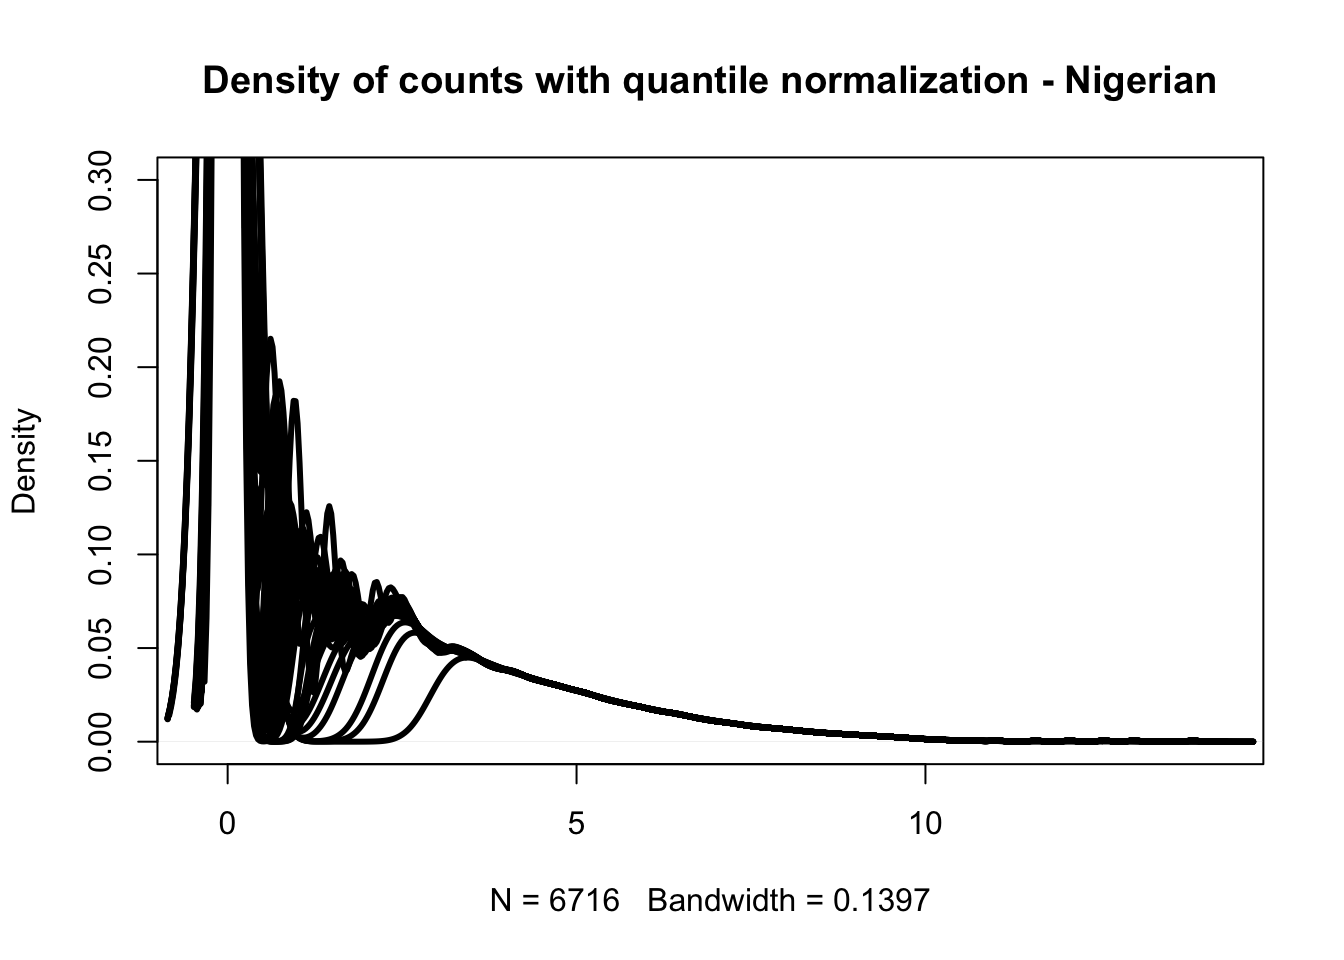 Density of counts with quantile normalization - Nigerian
Density
0.30
0.25
0.20
0.15
0.10
0.05
0.00
0 5 10
N = 6716 Bandwidth = 0.1397